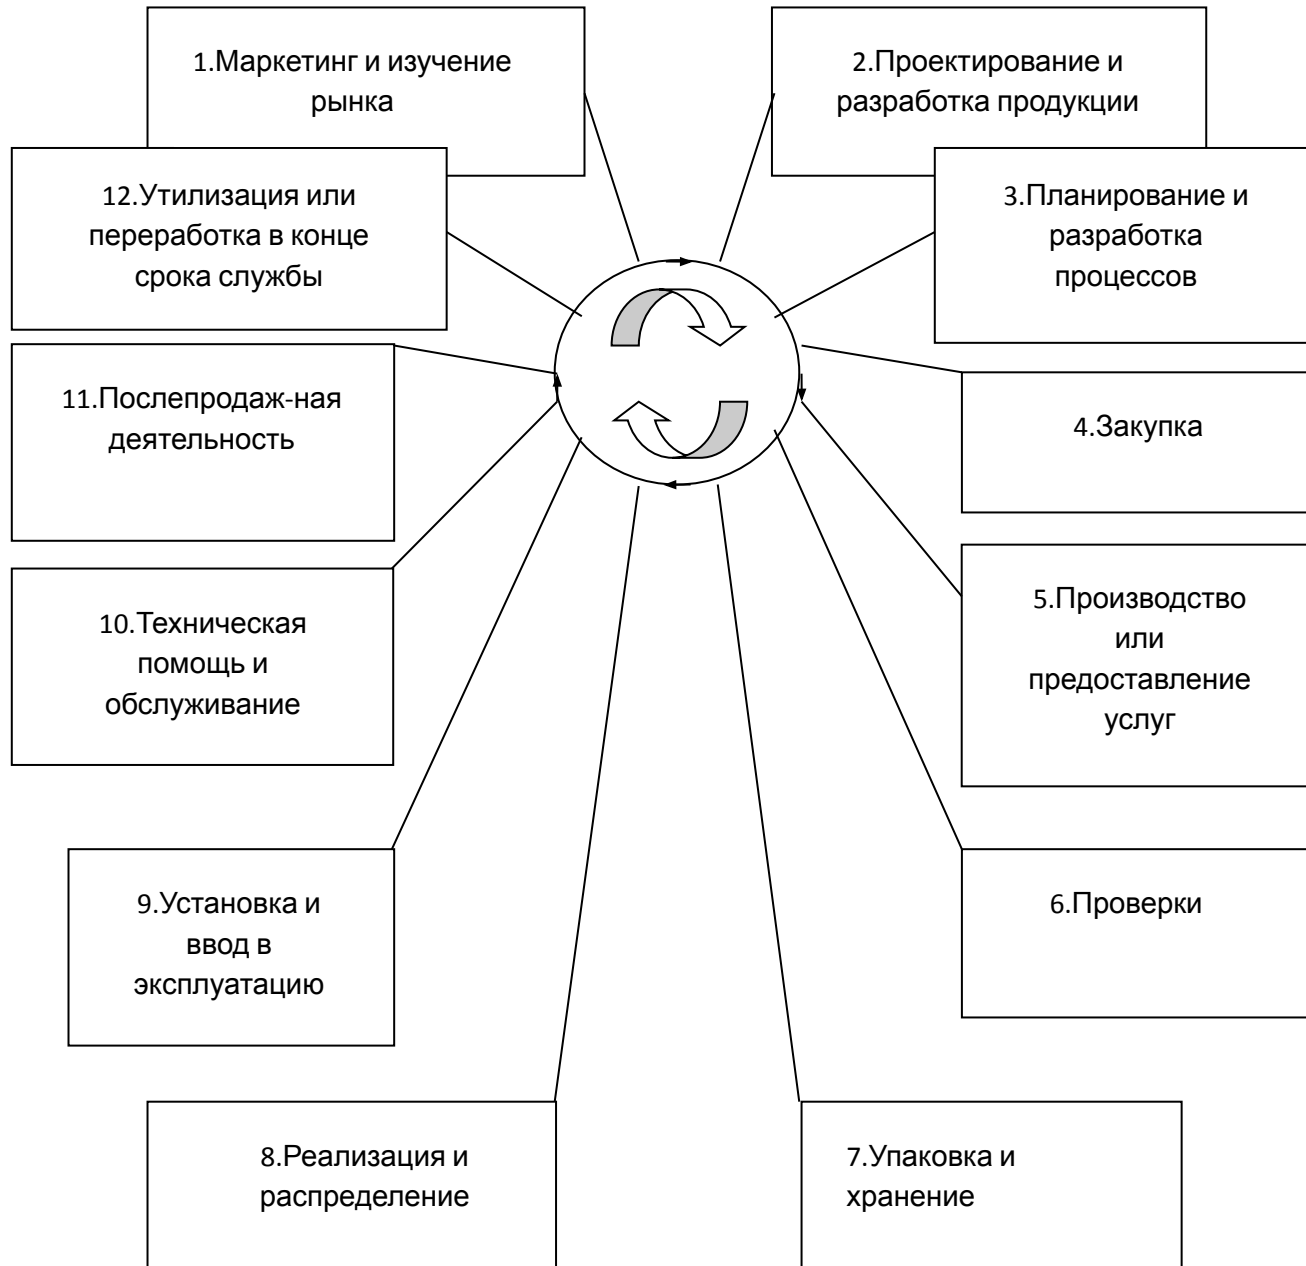 1.Маркетинг и изучение
рынка
2.Проектирование и
разработка продукции
3.Планирование и
разработка
процессов
4.Закупка
5.Производство
или
предоставление
услуг
6.Проверки
7.Упаковка и
хранение
8.Реализация и
распределение
9.Установка и
ввод в
эксплуатацию
10.Техническая
помощь и
обслуживание
11.Послепродаж-ная
деятельность
12.Утилизация или
переработка в конце
срока службы